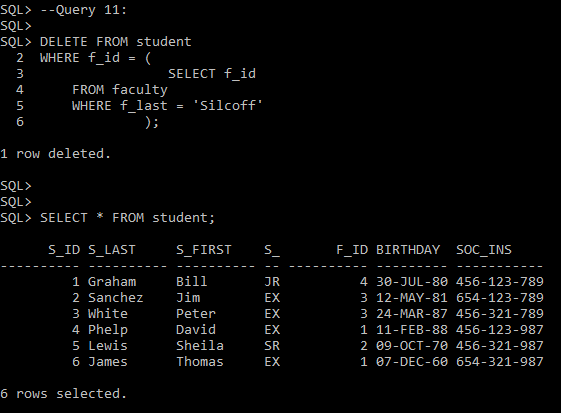 SQL> --Query 11:
SQL>
SQL> DELETE FROM student
  2  WHERE f_id = (
  3                  SELECT f_id
  4      FROM faculty
  5      WHERE f_last = 'Silcoff'
  6               );

1 row deleted.

SQL>
SQL>
SQL> SELECT * FROM student;

      S_ID S_LAST     S_FIRST    S_       F_ID BIRTHDAY  SOC_INS
---------- ---------- ---------- -- ---------- --------- -----------
         1 Graham     Bill       JR          4 30-JUL-80 456-123-789
         2 Sanchez    Jim        EX          3 12-MAY-81 654-123-789
         3 White      Peter      EX          3 24-MAR-87 456-321-789
         4 Phelp      David      EX          1 11-FEB-88 456-123-987
         5 Lewis      Sheila     SR          2 09-OCT-70 456-321-987
         6 James      Thomas     EX          1 07-DEC-60 654-321-987

6 rows selected.